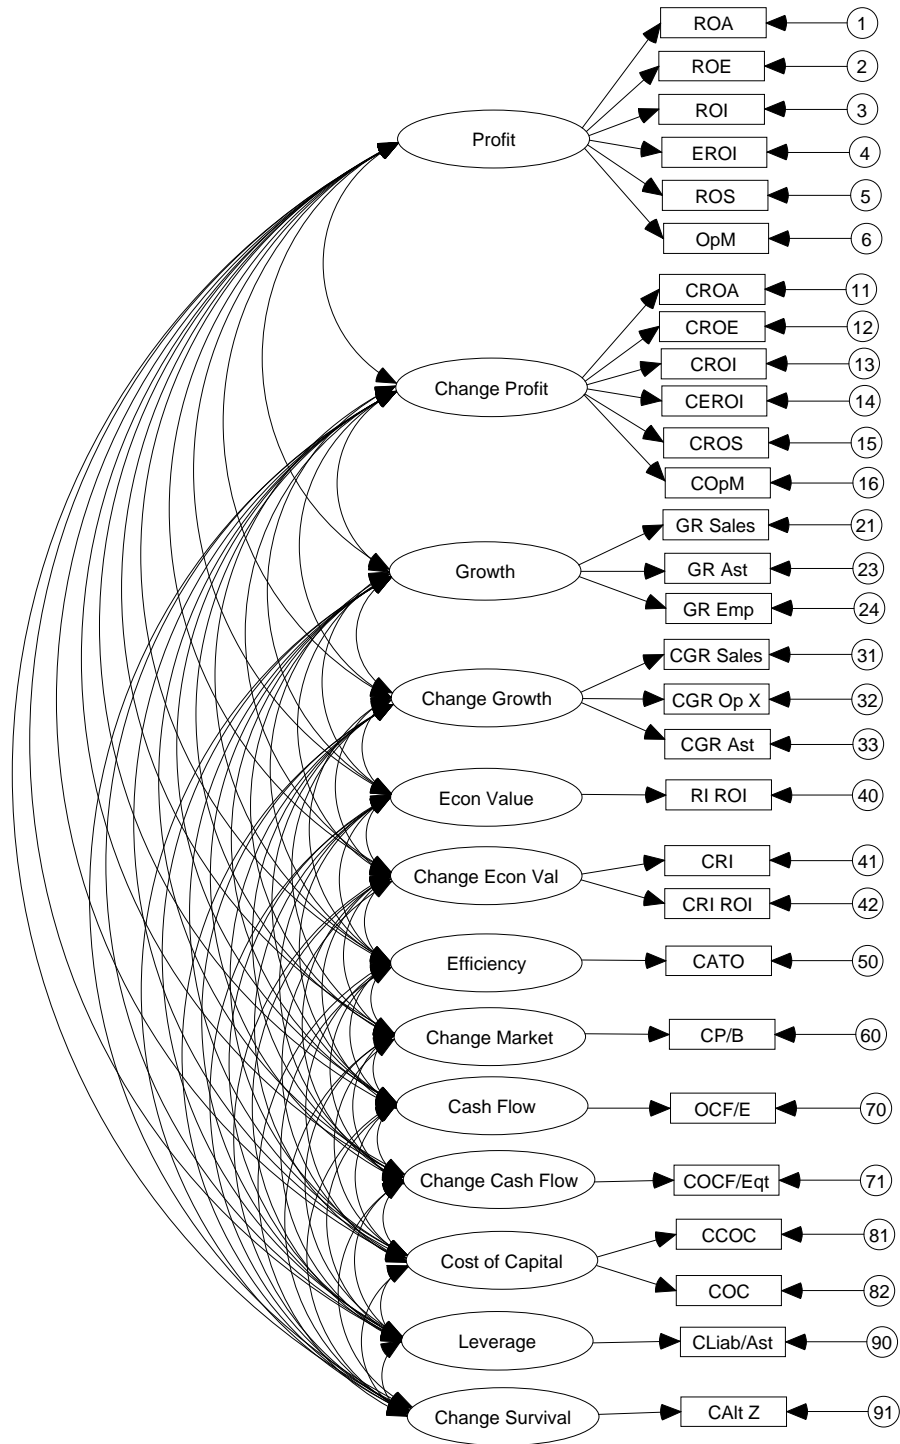 ROA 1
ROE 2
ROI 3
Profit
EROI 4
ROS 5
OpM 6
CROA 11
CROE 12
CROI 13
Change Profit
CEROI 14
CROS 15
COpM 16
GR Sales 21
Growth
GR Ast 23
GR Emp 24
CGR Sales 31
Change Growth
CGR Op X 32
CGR Ast 33
Econ Value
RI ROI 40
CRI 41
Change Econ Val
CRI ROI 42
Efficiency
CATO 50
Change Market
CP/B 60
Cash Flow
OCF/E 70
Change Cash Flow
COCF/Eqt 71
CCOC 81
Cost of Capital
COC 82
Leverage
CLiab/Ast 90
Change Survival
CAlt Z 91